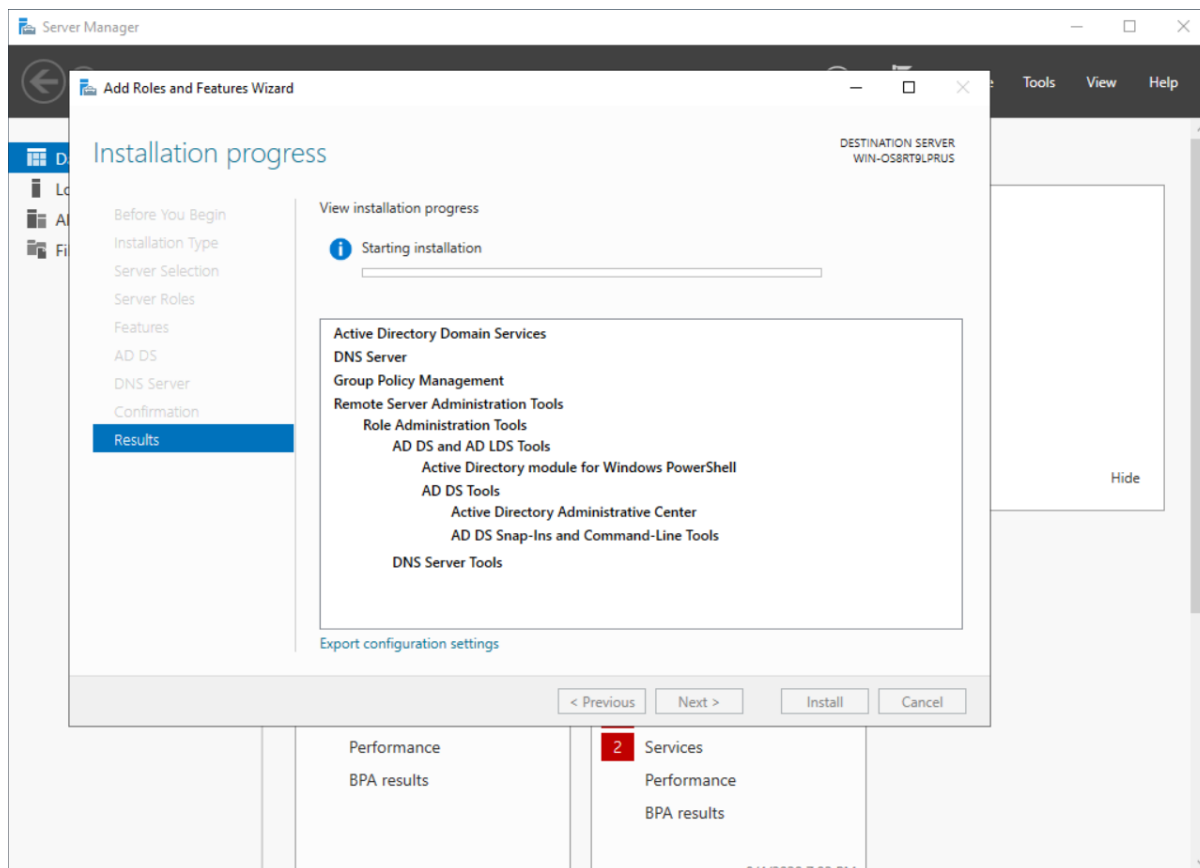 Server Manager
Add Roles and Features Wizard
Tools View Help
Installation progress
DESTINATION SERVER
WIN-OS8RT9LPRUS
Before You Begin
Installation Type
Server Selection
Server Roles
Features
AD DS
DNS Server
Confirmation
Results
View installation progress
Starting installation
Active Directory Domain Services
DNS Server
Group Policy Management
Remote Server Administration Tools
Role Administration Tools
AD DS and AD LDS Tools
Active Directory module for Windows PowerShell
AD DS Tools
Active Directory Administrative Center
AD DS Snap-Ins and Command-Line Tools
DNS Server Tools
Export configuration settings
< Previous Next > Install Cancel
Hide
Performance
BPA results
2 Services
Performance
BPA results